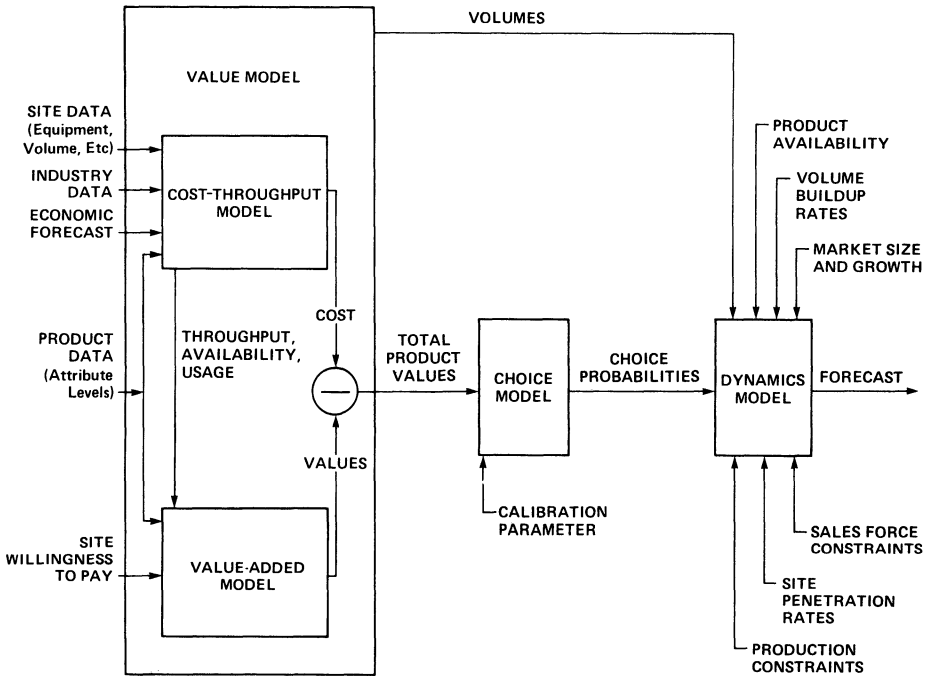 VOLUMES
VALUE MODEL
SITE DATA
(Equipment,
Volume, Etc)
INDUSTRY
DATA
ECONOMIC
FORECAST
COST-THROUGHPUT
MODEL
PRODUCT
AVAILABILITY
VOLUME
BUILDUP
RATES
MARKET SIZE
AND GROWTH
COST
PRODUCT
DATA
(Attribute
Levels)
THROUGHPUT,
AVAILABILITY,
USAGE
TOTAL
PRODUCT
VALUES
CHOICE
MODEL
CHOICE
PROBABILITIES
DYNAMICS
MODEL
FORECAST
VALUES
CALIBRATION
PARAMETER
SITE
WILLINGNESS
TO PAY
VALUE-ADDED
MODEL
SALES FORCE
CONSTRAINTS
SITE
PENETRATION
RATES
PRODUCTION
CONSTRAINTS